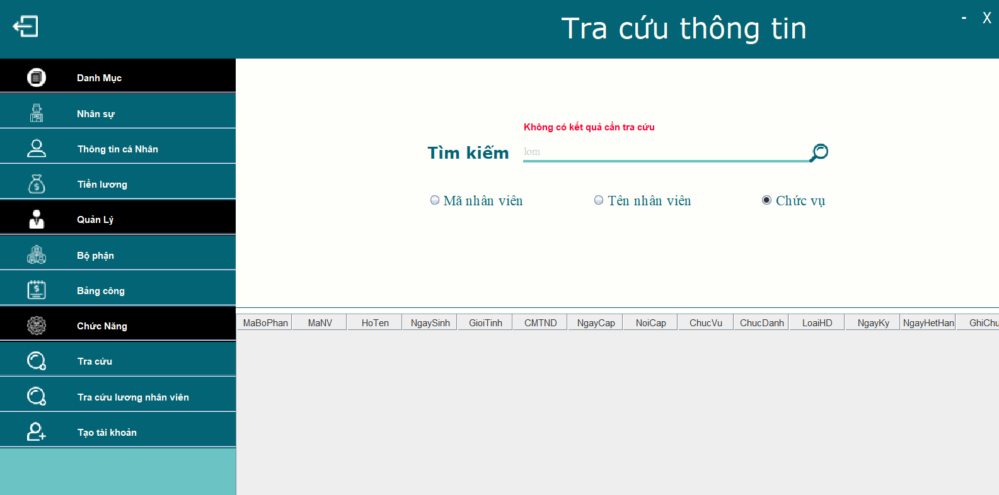 Tra cứu thông tin
- X
Danh Mục
Nhân sự
Thông tin cá Nhân
Tiền lương
Quản Lý
Bộ phận
Bảng công
Chức Năng
Tra cứu
Tra cứu lương nhân viên
Tạo tài khoản
Không có kết quả cần tra cứu
Tìm kiếm lom
Mã nhân viên Tên nhân viên Chức vụ
MaBoPhan MaNV HoTen NgaySinh GioiTinh CMTND NgayCap NoiCap ChucVu ChucDanh LoaiHD NgayKy NgayHetHan GhiChu